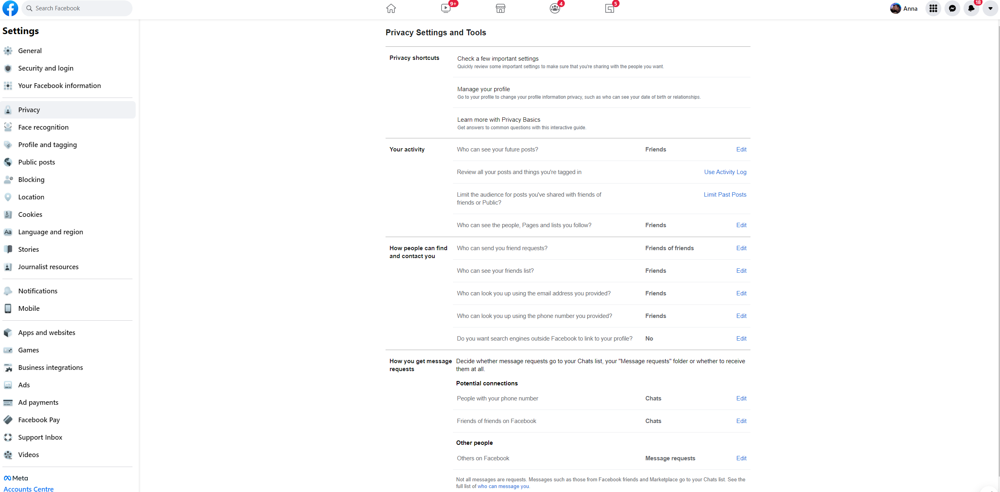 Search Facebook
9+
4
5
Anna
18
Settings
General
Security and login
Your Facebook information
Privacy
Face recognition
Profile and tagging
Public posts
Blocking
Location
Cookies
Aa Language and region
Stories
Journalist resources
Notifications
Mobile
Apps and websites
Games
Business integrations
Ads
Ad payments
Facebook Pay
Support Inbox
Videos
Meta
Accounts Centre
Privacy Settings and Tools
Privacy shortcuts
Check a few important settings
Quickly review some important settings to make sure that you're sharing with the people you want.
Manage your profile
Go to your profile to change your profile information privacy, such as who can see your date of birth or relationships.
Learn more with Privacy Basics
Get answers to common questions with this interactive guide.
Your activity
Who can see your future posts? Friends Edit
Review all your posts and things you're tagged in Use Activity Log
Limit the audience for posts you've shared with friends of Limit Past Posts
friends or Public?
Who can see the people, Pages and lists you follow? Friends Edit
How people can find
and contact you
Who can send you friend requests? Friends of friends Edit
Who can see your friends list? Friends Edit
Who can look you up using the email address you provided? Friends Edit
Who can look you up using the phone number you provided? Friends Edit
Do you want search engines outside Facebook to link to your profile? No Edit
How you get message
requests
Decide whether message requests go to your Chats list, your "Message requests" folder or whether to receive
them at all.
Potential connections
People with your phone number Chats Edit
Friends of friends on Facebook Chats Edit
Other people
Others on Facebook Message requests Edit
Not all messages are requests. Messages such as those from Facebook friends and Marketplace go to your Chats list. See the
full list of who can message you.